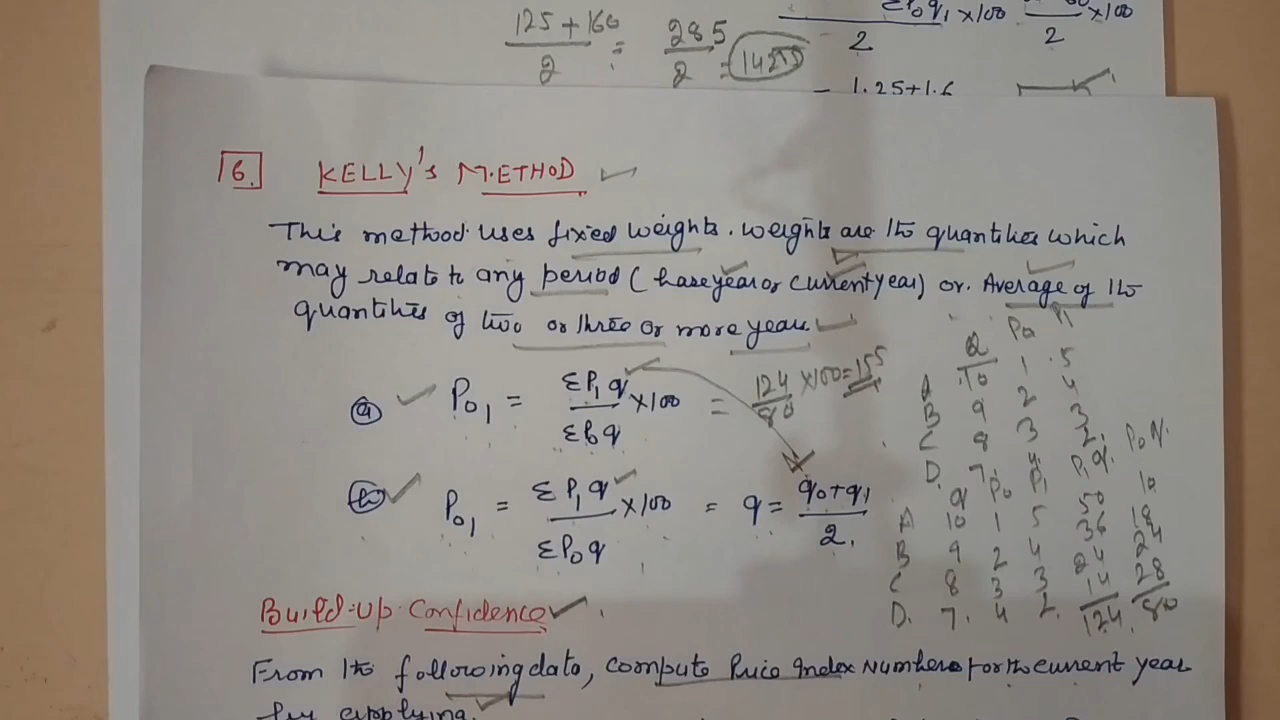 125+160
2
=
285
2
= 142.5
ΣP0q1 x100
2
x100
2
1.25+1.6
6. KELLY'S METHOD
This method uses fixed weights. weights are the quantities which
may relate to any period (base year or current year) or. Average of the
quantities of two or three or more years
(a) P01 = ΣP1q / ΣP0q x100 = 124/80 x100 = 155
(b) P01 = ΣP1q / ΣP0q x100 = q = q0+q1 / 2.
Q P0 P1
A 10 1 5
B 9 2 4
C 8 3 3
D. 7 4 2
q P0 P1 P1q P0q
A 10 1 5 50 10
B 9 2 4 36 18
C 8 3 3 24 24
D. 7. 4 2 14 28
124. 80
Build-Up Confidence
From the following data, compute Price Index Numbers for the current year
by applying